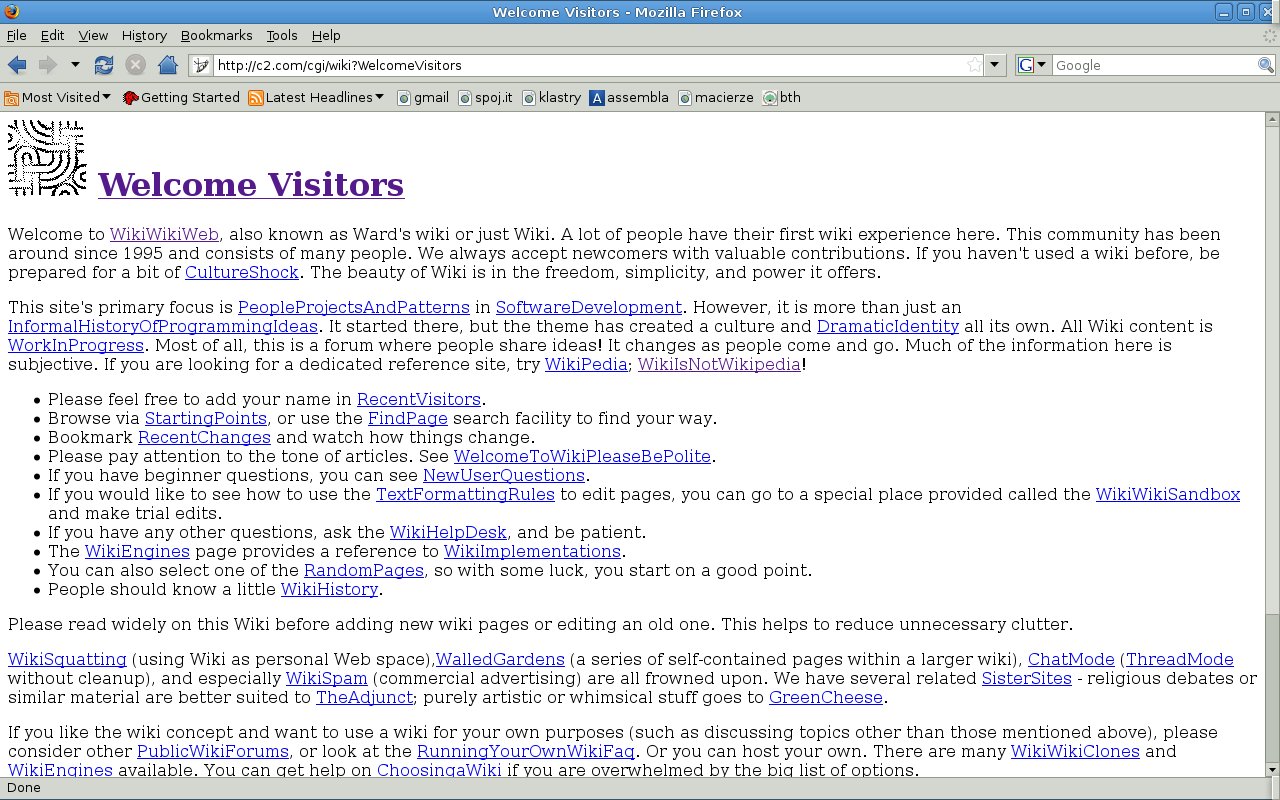 Welcome Visitors - Mozilla Firefox
File Edit View History Bookmarks Tools Help
http://c2.com/cgi/wiki?WelcomeVisitors
G Google
Most Visited Getting Started Latest Headlines gmail spoj.it klastry A assembla macierze bth
Welcome Visitors
Welcome to WikiWikiWeb, also known as Ward's wiki or just Wiki. A lot of people have their first wiki experience here. This community has been
around since 1995 and consists of many people. We always accept newcomers with valuable contributions. If you haven't used a wiki before, be
prepared for a bit of CultureShock. The beauty of Wiki is in the freedom, simplicity, and power it offers.
This site's primary focus is PeopleProjectsAndPatterns in SoftwareDevelopment. However, it is more than just an
InformalHistoryOfProgrammingIdeas. It started there, but the theme has created a culture and DramaticIdentity all its own. All Wiki content is
WorkInProgress. Most of all, this is a forum where people share ideas! It changes as people come and go. Much of the information here is
subjective. If you are looking for a dedicated reference site, try WikiPedia; WikiIsNotWikipedia!
• Please feel free to add your name in RecentVisitors.
• Browse via StartingPoints, or use the FindPage search facility to find your way.
• Bookmark RecentChanges and watch how things change.
• Please pay attention to the tone of articles. See WelcomeToWikiPleaseBePolite.
• If you have beginner questions, you can see NewUserQuestions.
• If you would like to see how to use the TextFormattingRules to edit pages, you can go to a special place provided called the WikiWikiSandbox
and make trial edits.
• If you have any other questions, ask the WikiHelpDesk, and be patient.
• The WikiEngines page provides a reference to WikiImplementations.
• You can also select one of the RandomPages, so with some luck, you start on a good point.
• People should know a little WikiHistory.
Please read widely on this Wiki before adding new wiki pages or editing an old one. This helps to reduce unnecessary clutter.
WikiSquatting (using Wiki as personal Web space),WalledGardens (a series of self-contained pages within a larger wiki), ChatMode (ThreadMode
without cleanup), and especially WikiSpam (commercial advertising) are all frowned upon. We have several related SisterSites - religious debates or
similar material are better suited to TheAdjunct; purely artistic or whimsical stuff goes to GreenCheese.
If you like the wiki concept and want to use a wiki for your own purposes (such as discussing topics other than those mentioned above), please
consider other PublicWikiForums, or look at the RunningYourOwnWikiFaq. Or you can host your own. There are many WikiWikiClones and
WikiEngines available. You can get help on ChoosingaWiki if you are overwhelmed by the big list of options.
Done